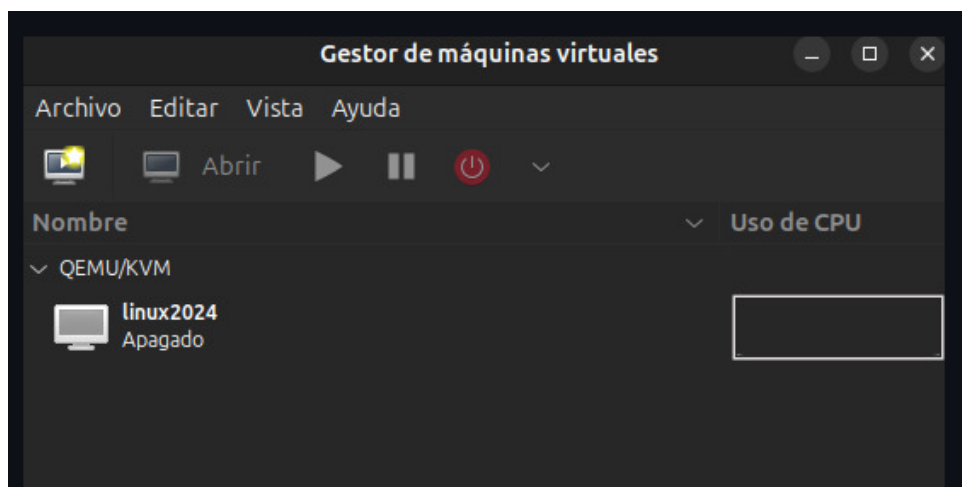 Gestor de máquinas virtuales
Archivo Editar Vista Ayuda
Abrir
Nombre Uso de CPU
QEMU/KVM
linux2024
Apagado